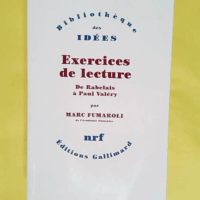 Bibliothèque
des
IDÉES
Exercices
de lecture
De Rabelais
à Paul Valéry
par
MARC FUMAROLI
de l'Académie française
nrf
Éditions Gallimard